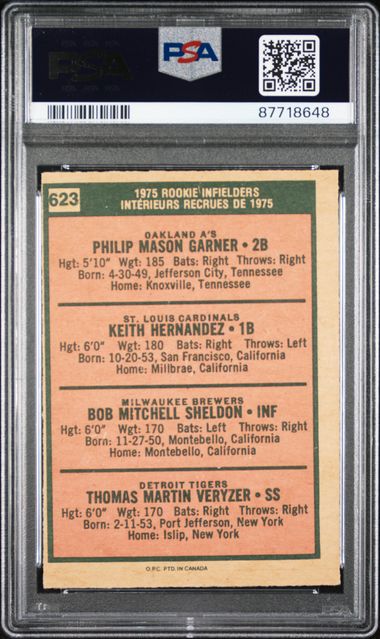 PSA
PSA
87718648
623
1975 ROOKIE INFIELDERS
INTÉRIEURS RECRUES DE 1975
OAKLAND A'S
PHILIP MASON GARNER • 2B
Hgt: 5'10" Wgt: 185 Bats: Right Throws: Right
Born: 4-30-49, Jefferson City, Tennessee
Home: Knoxville, Tennessee
ST. LOUIS CARDINALS
KEITH HERNANDEZ • 1B
Hgt: 6'0" Wgt: 180 Bats: Right Throws: Left
Born: 10-20-53, San Francisco, California
Home: Millbrae, California
MILWAUKEE BREWERS
BOB MITCHELL SHELDON • INF
Hgt: 6'0" Wgt: 170 Bats: Left Throws: Right
Born: 11-27-50, Montebello, California
Home: Montebello, California
DETROIT TIGERS
THOMAS MARTIN VERYZER • SS
Hgt: 6'0" Wgt: 170 Bats: Right Throws: Right
Born: 2-11-53, Port Jefferson, New York
Home: Islip, New York
O.P.C. PTD. IN CANADA